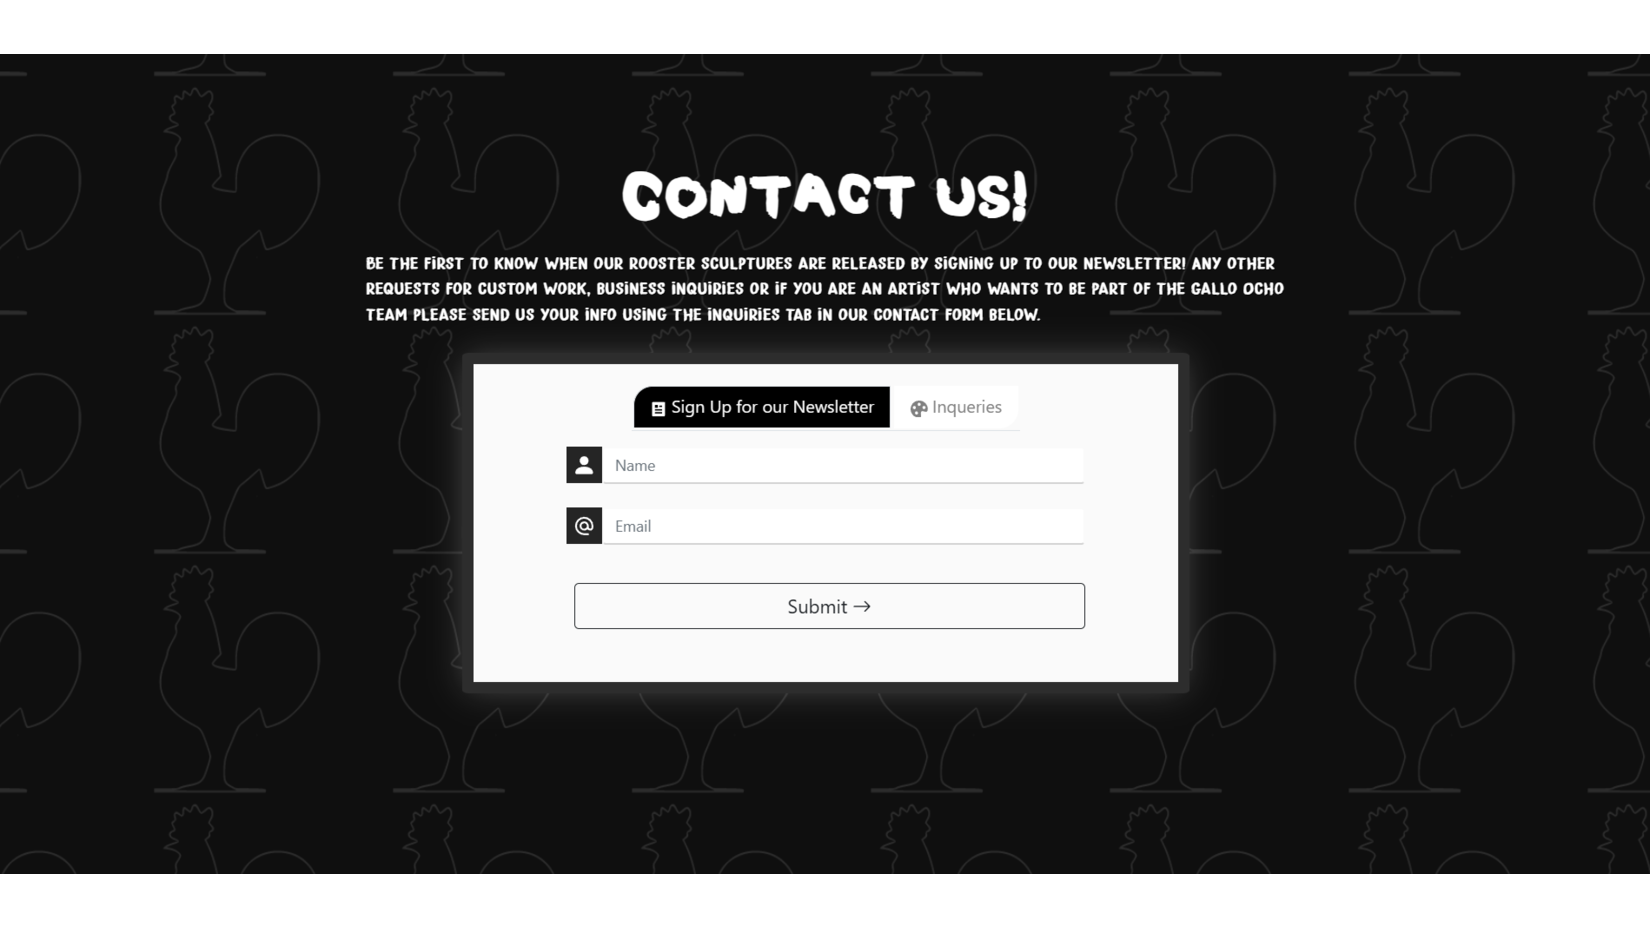 CONTACT US!
BE THE FIRST TO KNOW WHEN OUR ROOSTER SCULPTURES ARE RELEASED BY SIGNING UP TO OUR NEWSLETTER! ANY OTHER
REQUESTS FOR CUSTOM WORK, BUSINESS INQUIRIES OR IF YOU ARE AN ARTIST WHO WANTS TO BE PART OF THE GALLO OCHO
TEAM PLEASE SEND US YOUR INFO USING THE INQUIRIES TAB IN OUR CONTACT FORM BELOW.
Sign Up for our Newsletter Inqueries
Name
Email
Submit →